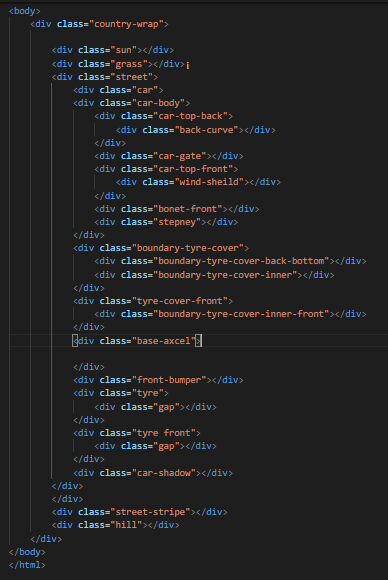 <body>
<div class="country-wrap">
<div class="sun"></div>
<div class="grass"></div>¡
<div class="street">
<div class="car">
<div class="car-body">
<div class="car-top-back">
<div class="back-curve"></div>
</div>
<div class="car-gate"></div>
<div class="car-top-front">
<div class="wind-sheild"></div>
</div>
<div class="bonet-front"></div>
<div class="stepney"></div>
</div>
<div class="boundary-tyre-cover">
<div class="boundary-tyre-cover-back-bottom"></div>
<div class="boundary-tyre-cover-inner"></div>
</div>
<div class="tyre-cover-front">
<div class="boundary-tyre-cover-inner-front"></div>
</div>
<div class="base-axcel">
</div>
<div class="front-bumper"></div>
<div class="tyre">
<div class="gap"></div>
</div>
<div class="tyre front">
<div class="gap"></div>
</div>
<div class="car-shadow"></div>
</div>
</div>
<div class="street-stripe"></div>
<div class="hill"></div>
</div>
</body>
</html>